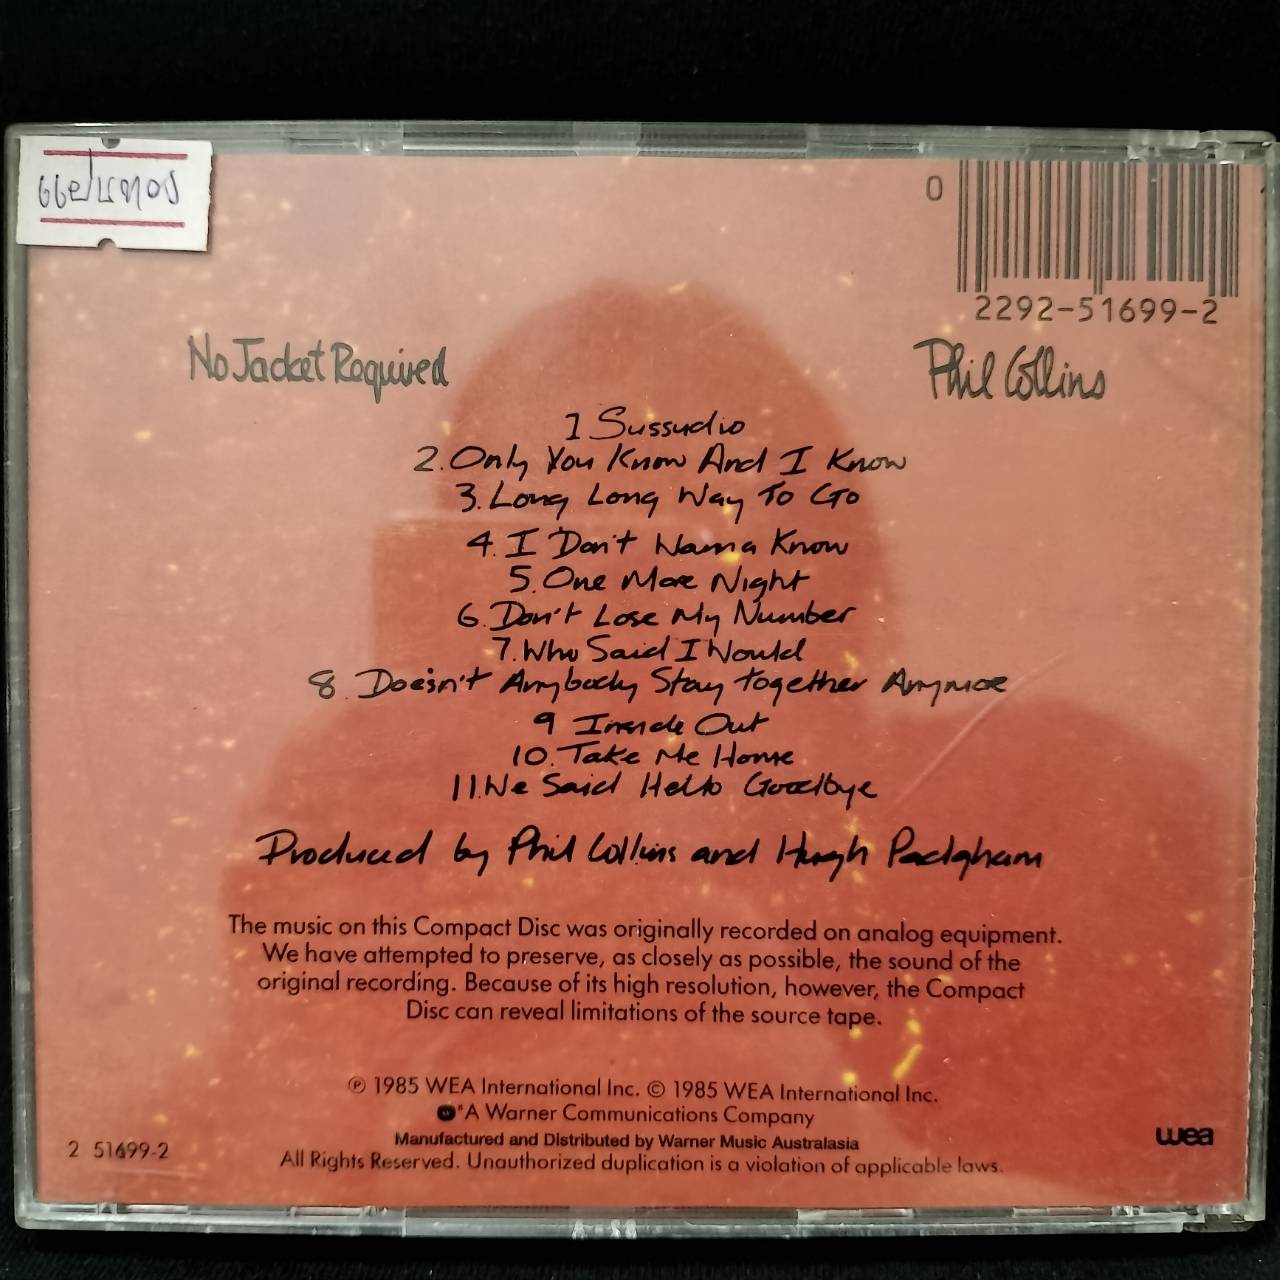 แผ่นทอง
0
2292-51699-2
No Jacket Required
Phil Collins
1 Sussudio
2. Only You Know And I Know
3. Long Long Way To Go
4. I Don't Wanna Know
5. One More Night
6. Don't Lose My Number
7. Who Said I Would
8. Doesn't Anybody Stay Together Anymore
9 Inside Out
10. Take Me Home
11. We Said Hello Goodbye
Produced by Phil Collins and Hugh Padgham
The music on this Compact Disc was originally recorded on analog equipment.
We have attempted to preserve, as closely as possible, the sound of the
original recording. Because of its high resolution, however, the Compact
Disc can reveal limitations of the source tape.
℗ 1985 WEA International Inc. © 1985 WEA International Inc.
A Warner Communications Company
Manufactured and Distributed by Warner Music Australasia
All Rights Reserved. Unauthorized duplication is a violation of applicable laws.
2 51699-2
wea